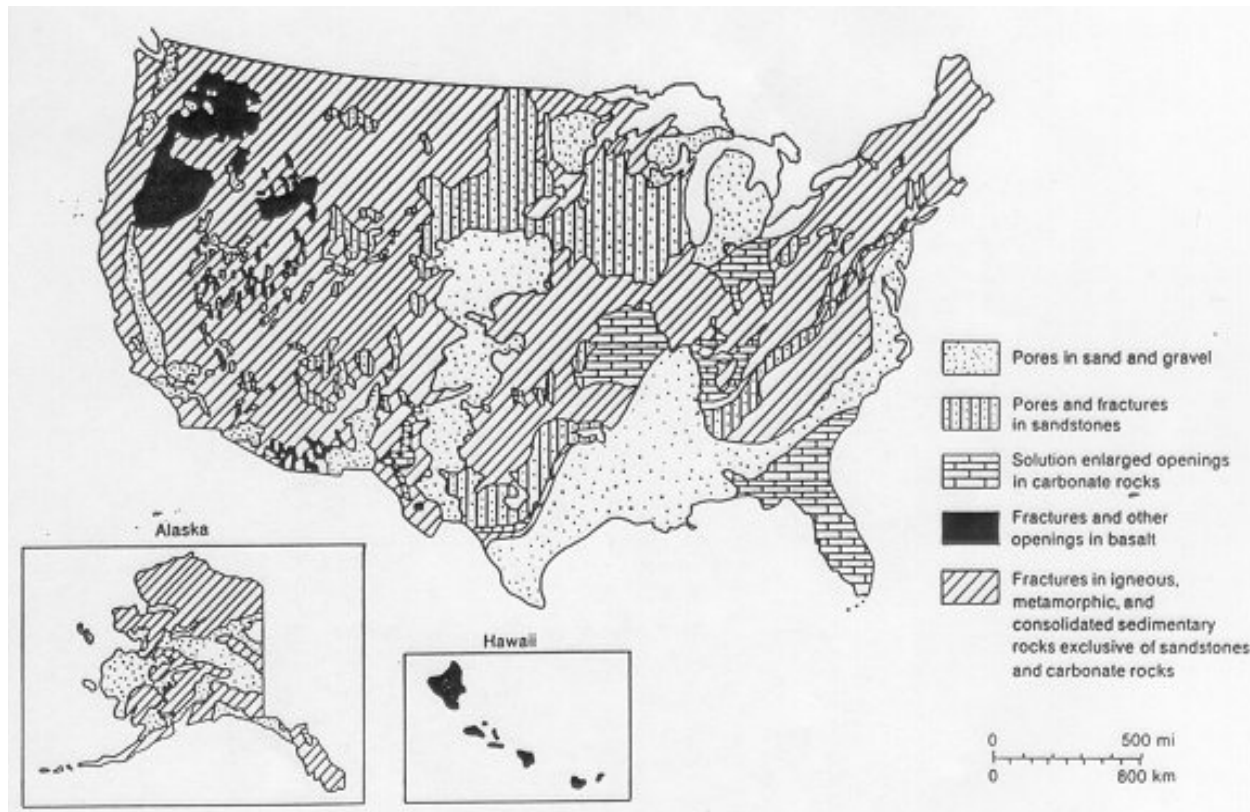 Pores in sand and gravel
Pores and fractures
in sandstones
Solution enlarged openings
in carbonate rocks
Fractures and other
openings in basalt
Fractures in igneous,
metamorphic, and
consolidated sedimentary
rocks exclusive of sandstones
and carbonate rocks
Alaska
Hawaii
0 500 mi
0 800 km